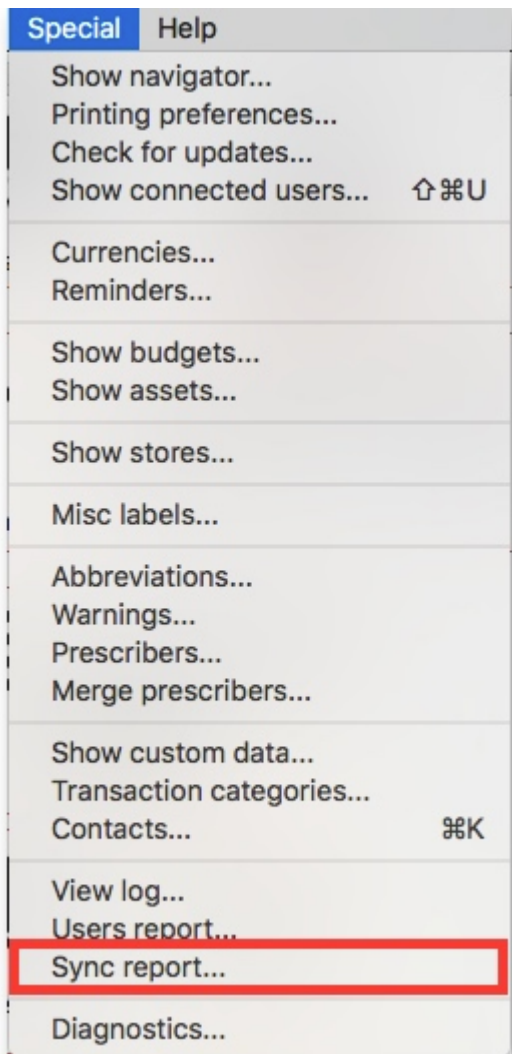 Special Help
Show navigator...
Printing preferences...
Check for updates...
Show connected users... ⇧⌘U
Currencies...
Reminders...
Show budgets...
Show assets...
Show stores...
Misc labels...
Abbreviations...
Warnings...
Prescribers...
Merge prescribers...
Show custom data...
Transaction categories...
Contacts... ⌘K
View log...
Users report...
Sync report...
Diagnostics...